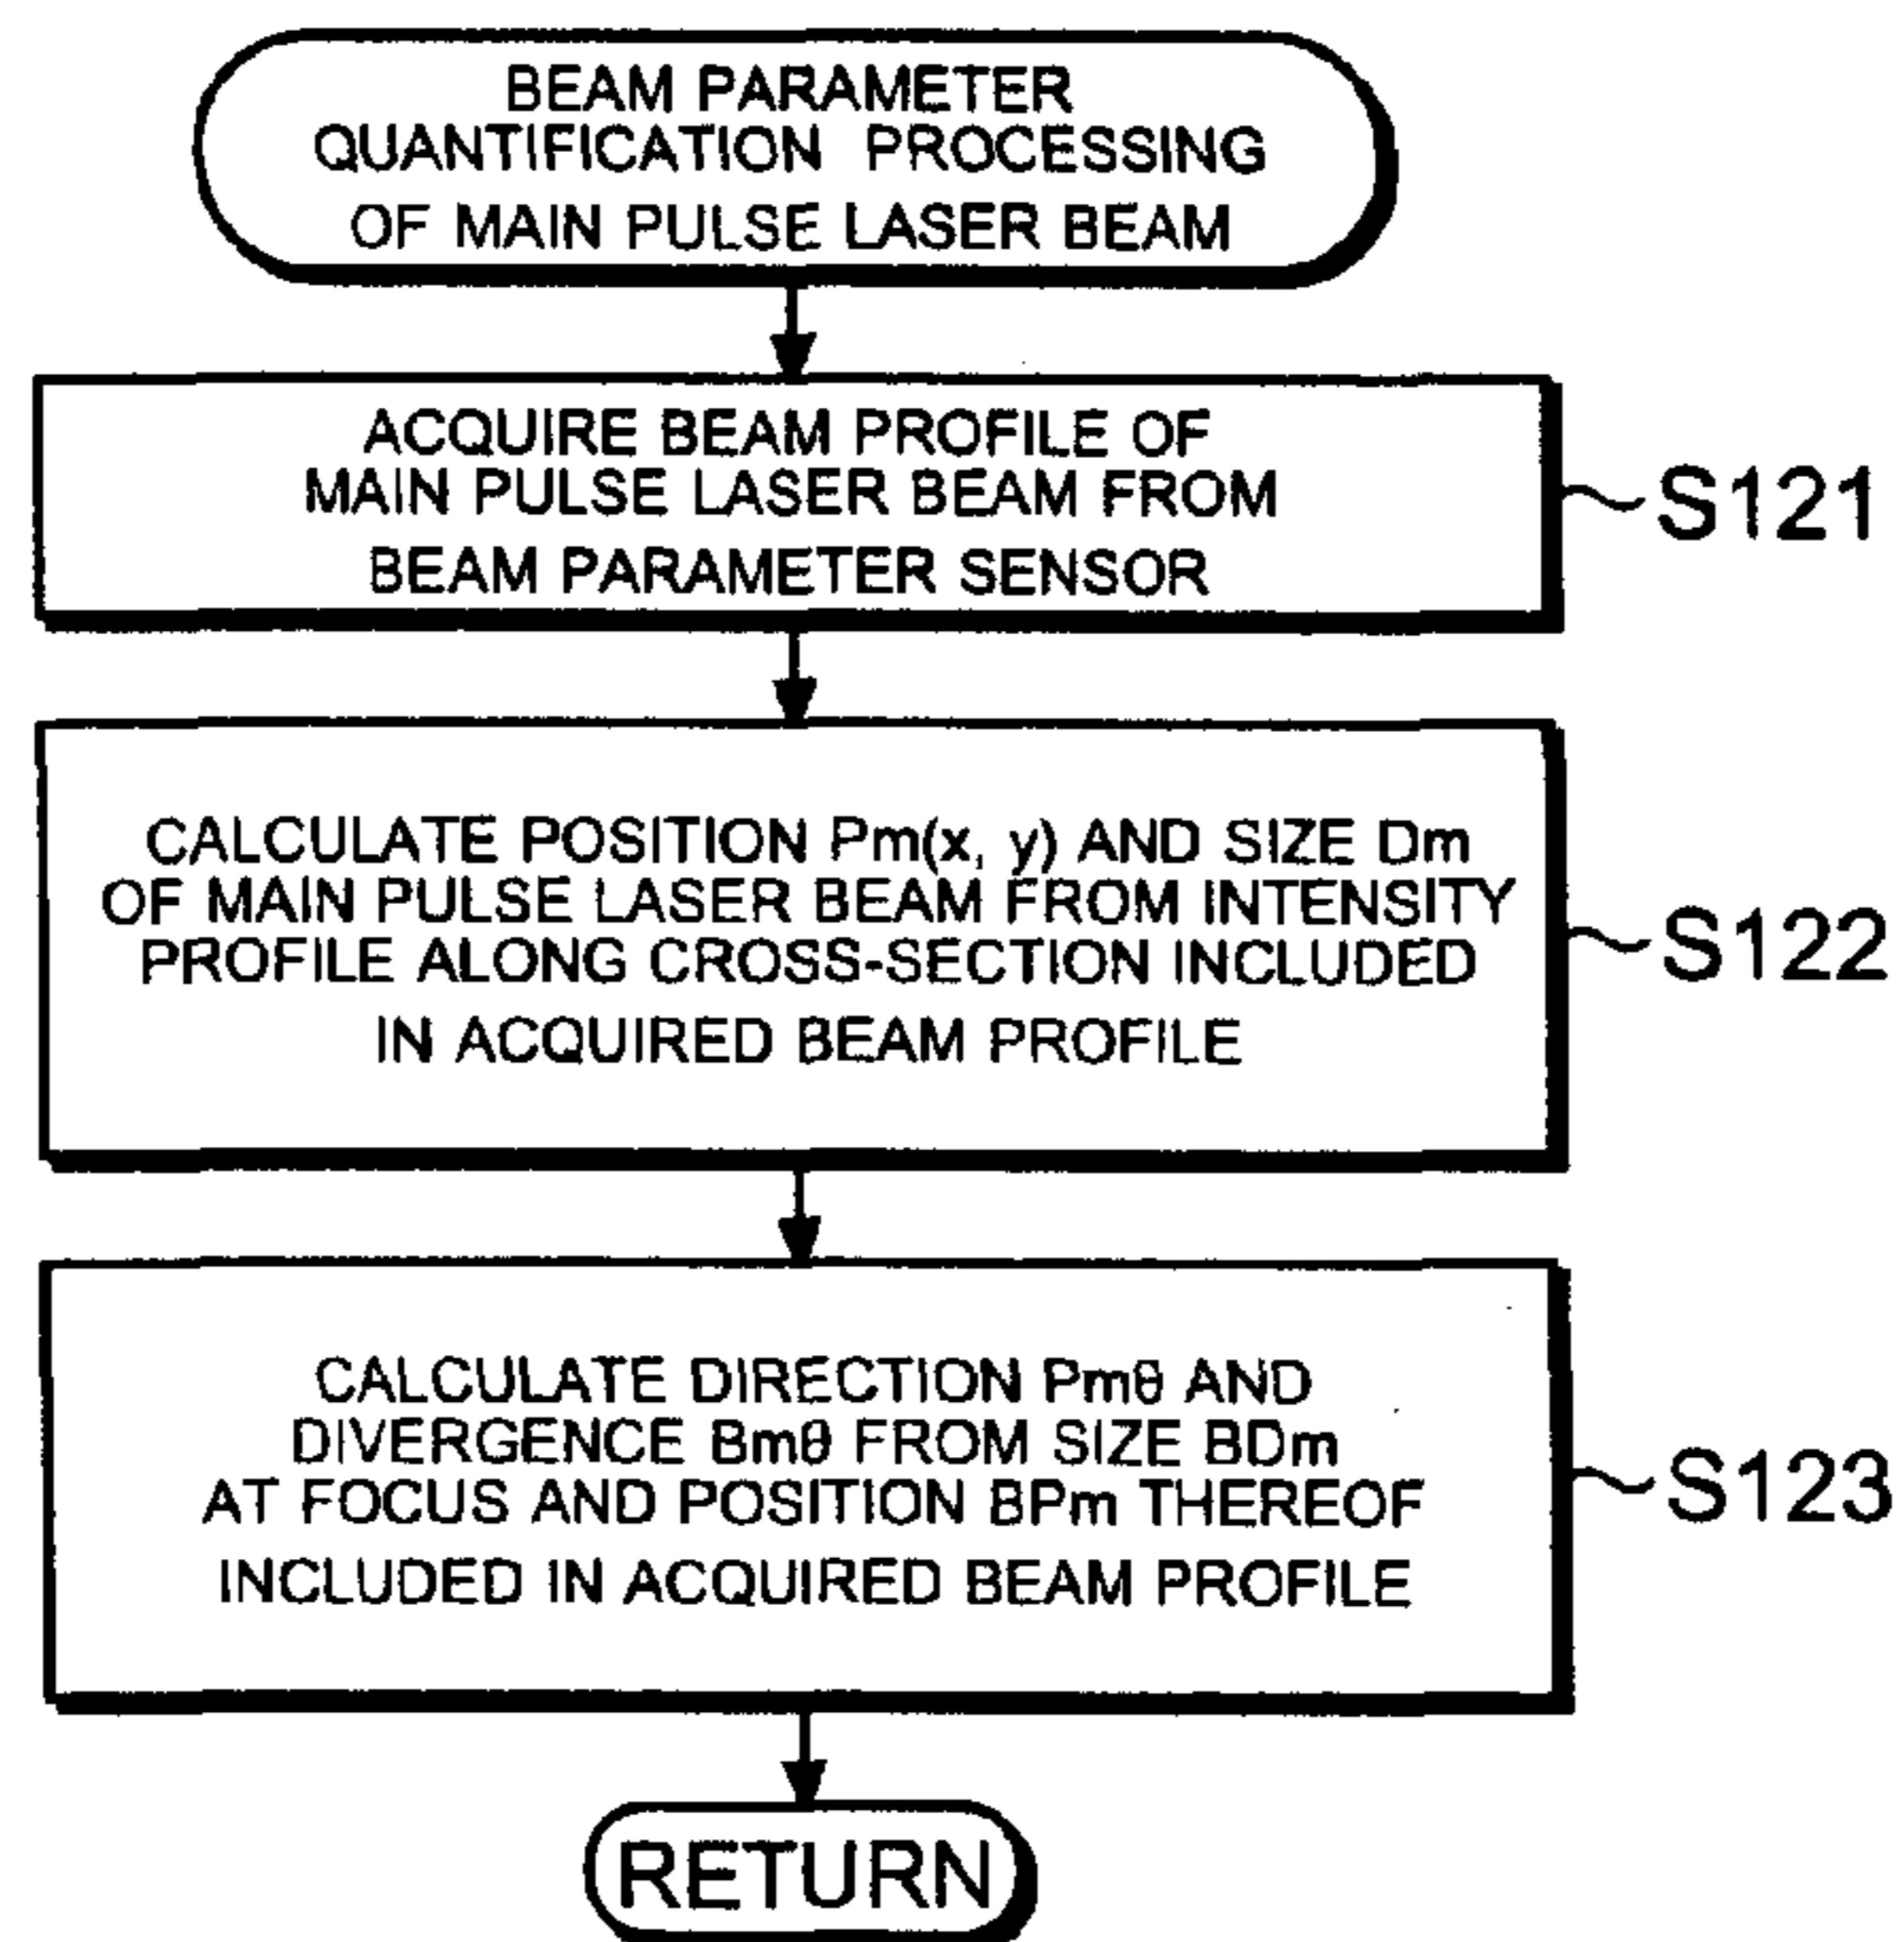 BEAM PARAMETER
QUANTIFICATION PROCESSING
OF MAIN PULSE LASER BEAM
ACQUIRE BEAM PROFILE OF
MAIN PULSE LASER BEAM FROM
BEAM PARAMETER SENSOR
S121
CALCULATE POSITION Pm(x, y) AND SIZE Dm
OF MAIN PULSE LASER BEAM FROM INTENSITY
PROFILE ALONG CROSS-SECTION INCLUDED
IN ACQUIRED BEAM PROFILE
S122
CALCULATE DIRECTION Pmθ AND
DIVERGENCE Bmθ FROM SIZE BDm
AT FOCUS AND POSITION BPm THEREOF
INCLUDED IN ACQUIRED BEAM PROFILE
S123
RETURN